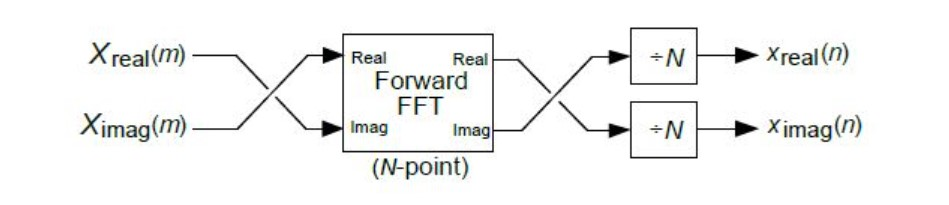 Xreal(m)
Real
Real
÷N
xreal(n)
Forward
FFT
Ximag(m)
Imag
Imag
÷N
ximag(n)
(N-point)